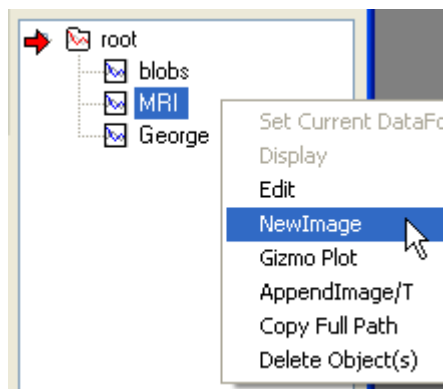 root
blobs
MRI
George
Set Current DataFo
Display
Edit
NewImage
Gizmo Plot
AppendImage/T
Copy Full Path
Delete Object(s)